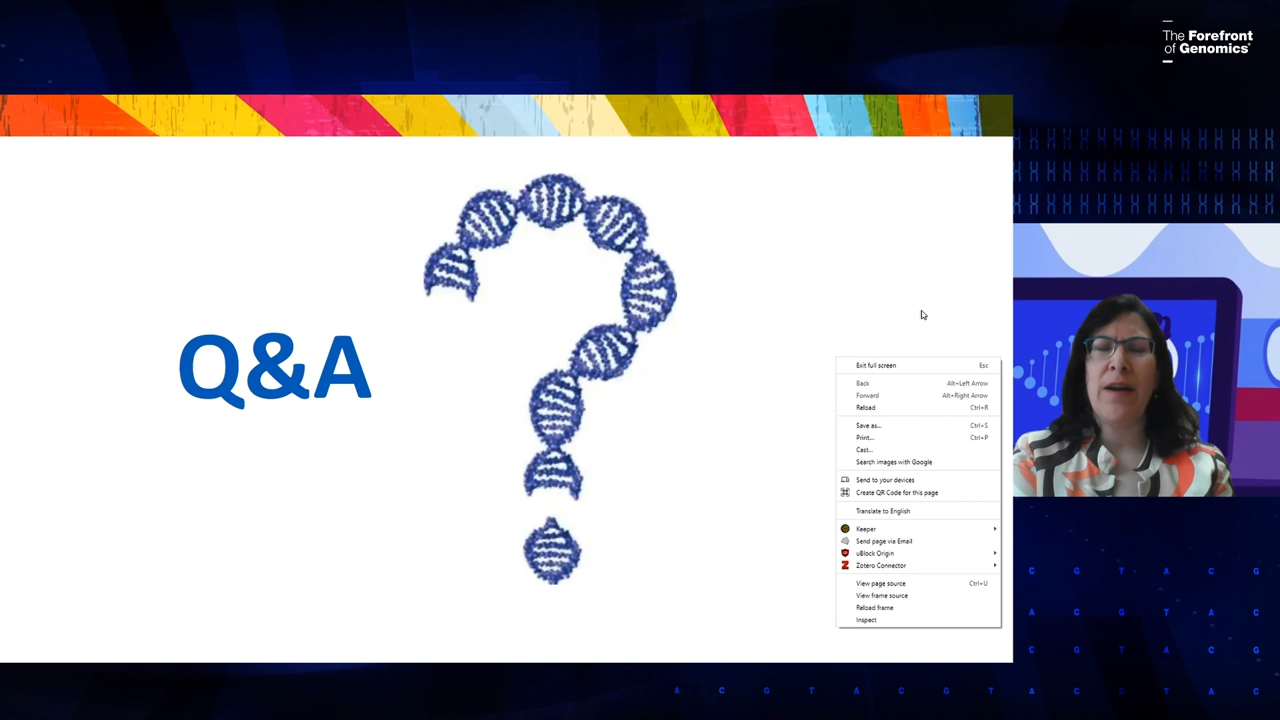 The Forefront
of Genomics®
Q&A
Exit full screen Esc
Back Alt+Left Arrow
Forward Alt+Right Arrow
Reload Ctrl+R
Save as... Ctrl+S
Print... Ctrl+P
Cast...
Search images with Google
Send to your devices
Create QR Code for this page
Translate to English
Keeper
Send page via Email
uBlock Origin
Zotero Connector
View page source Ctrl+U
View frame source
Reload frame
Inspect
C G T A C G
A C G T A C
A C G T A C
A C G T A C G T A C G T A C